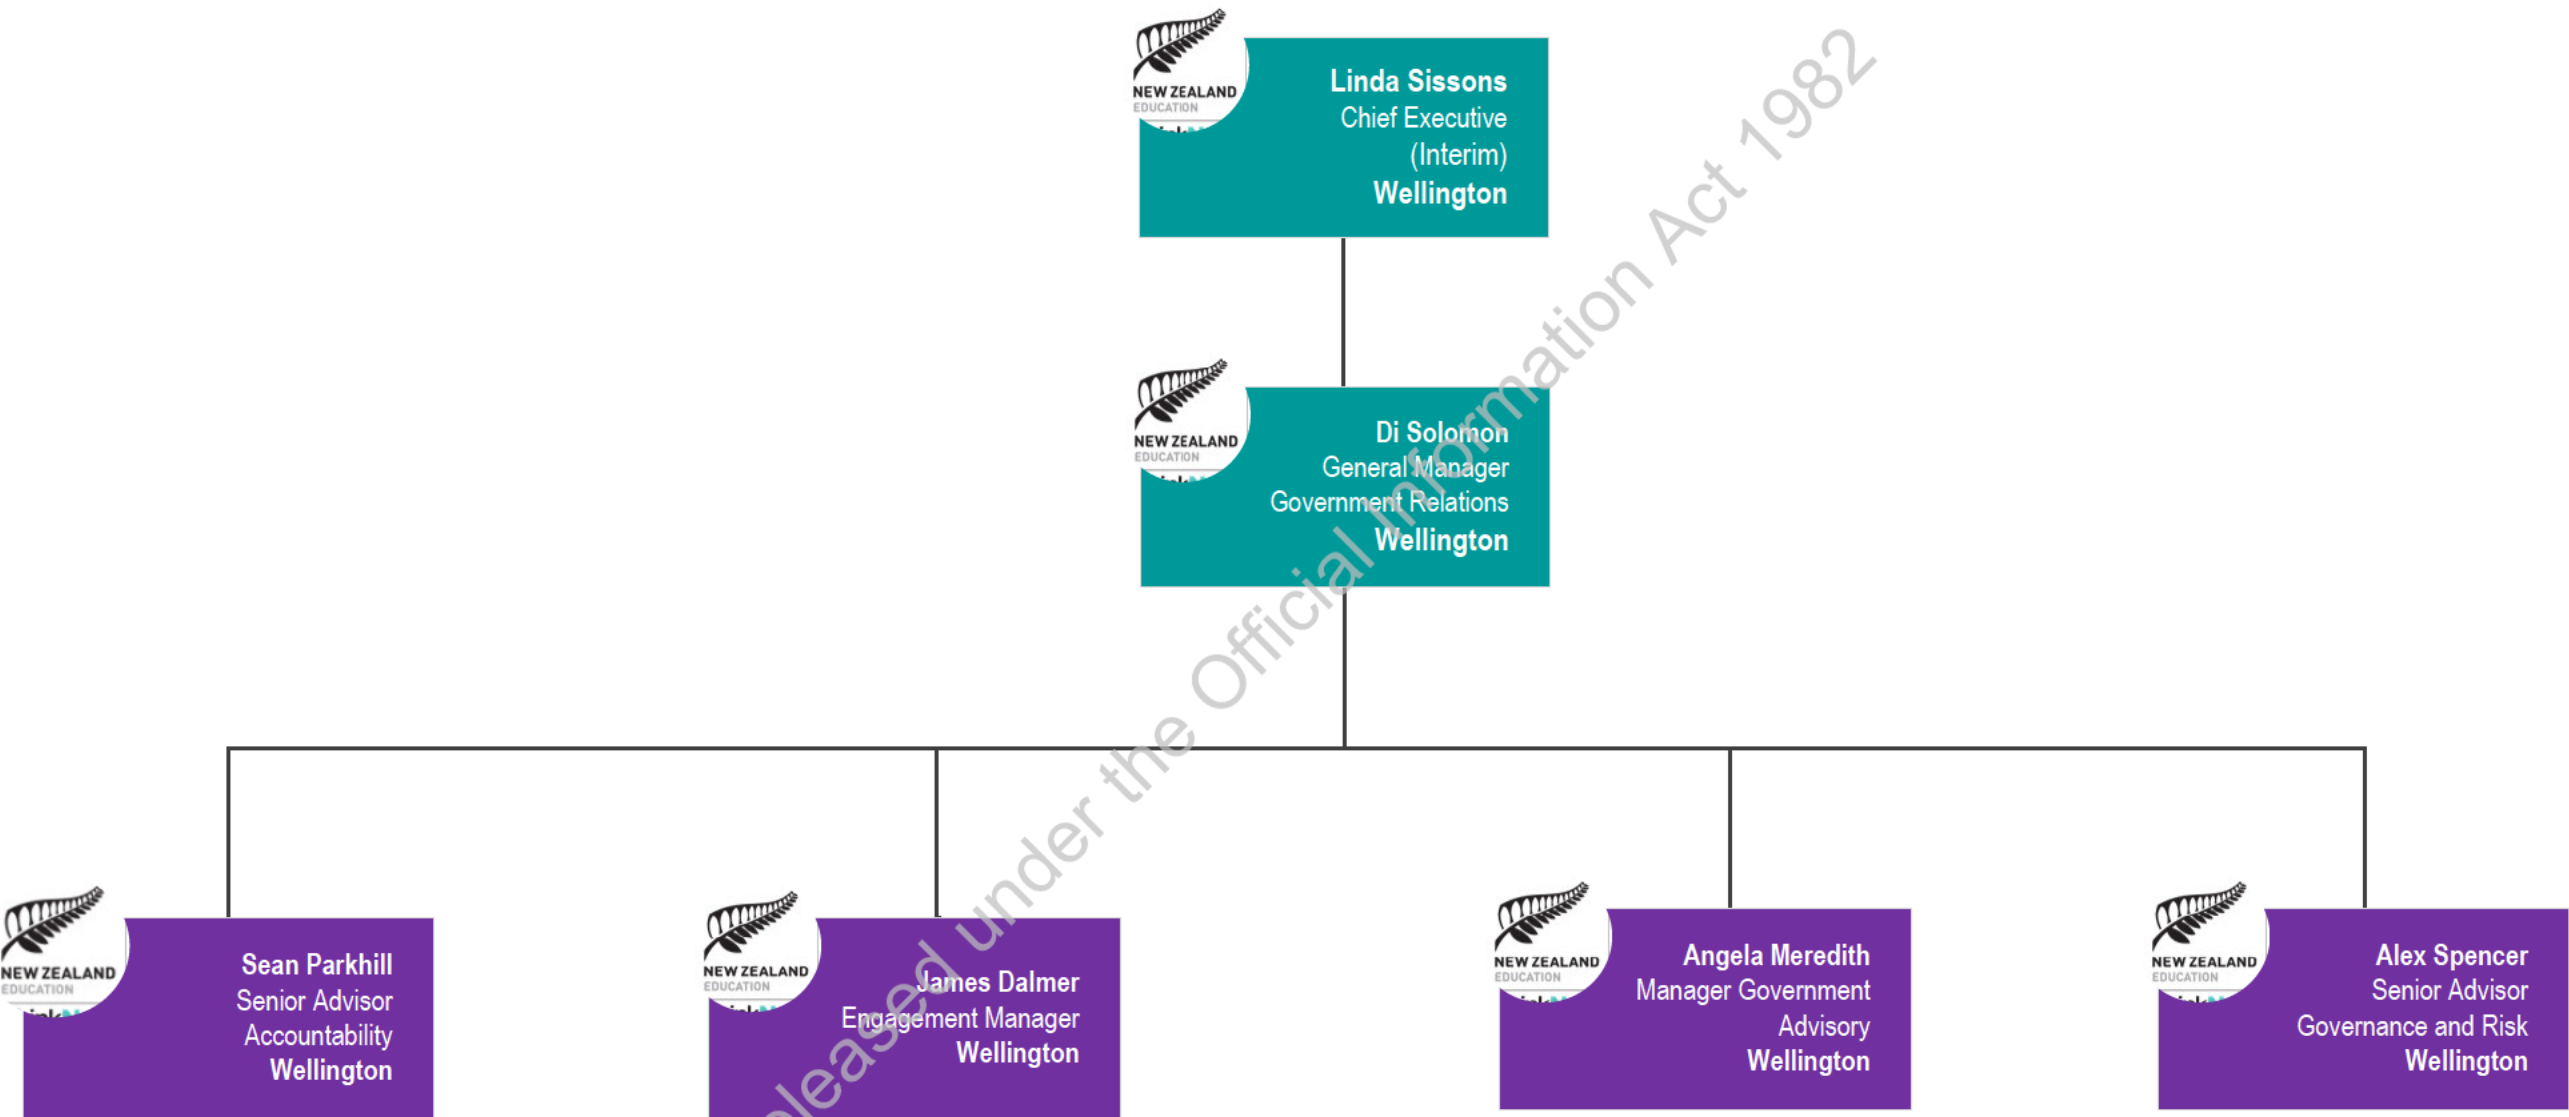 NEW ZEALAND
EDUCATION
Linda Sissons
Chief Executive
(Interim)
Wellington
NEW ZEALAND
EDUCATION
Di Solomon
General Manager
Government Relations
Wellington
NEW ZEALAND
EDUCATION
Sean Parkhill
Senior Advisor
Accountability
Wellington
NEW ZEALAND
EDUCATION
James Dalmer
Engagement Manager
Wellington
NEW ZEALAND
EDUCATION
Angela Meredith
Manager Government
Advisory
Wellington
NEW ZEALAND
EDUCATION
Alex Spencer
Senior Advisor
Governance and Risk
Wellington
under the Official Information Act 1982